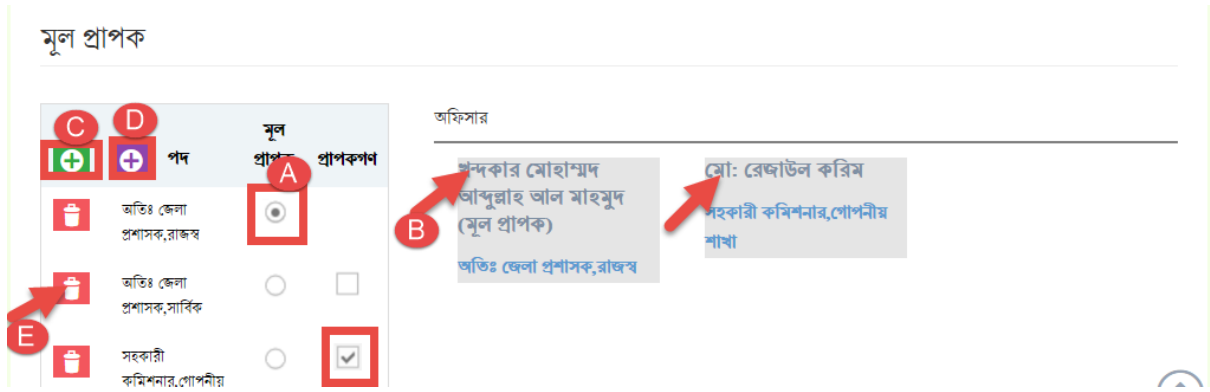 মূল প্রাপক
C
D
মূল
পদ
প্রাপক
প্রাপকগণ
A
অতিঃ জেলা
প্রশাসক,রাজস্ব
অতিঃ জেলা
প্রশাসক,সার্বিক
E
সহকারী
কমিশনার,গোপনীয়
অফিসার
খন্দকার মোহাম্মদ
আব্দুল্লাহ আল মাহমুদ
(মূল প্রাপক)
অতিঃ জেলা প্রশাসক,রাজস্ব
B
মো: রেজাউল করিম
সহকারী কমিশনার,গোপনীয়
শাখা